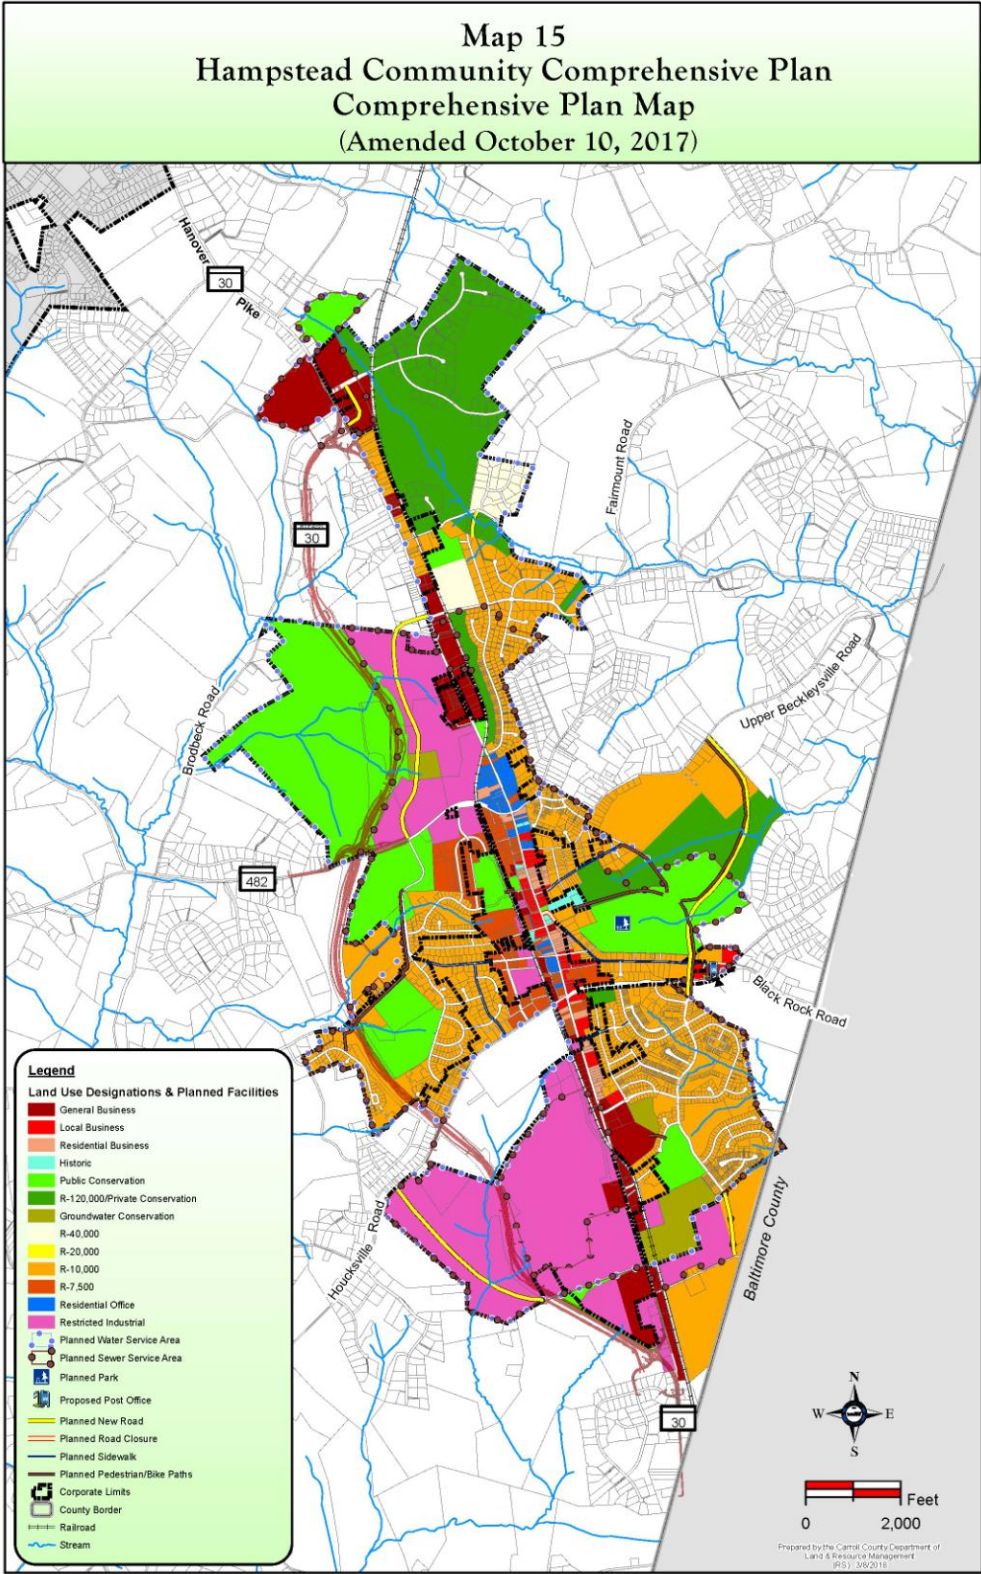 Map 15
Hampstead Community Comprehensive Plan
Comprehensive Plan Map
(Amended October 10, 2017)
Hanover
30
Pike
Fairmount Road
30
Upper Beckleysville Road
Brodbeck Road
482
Black Rock Road
Houcksville Road
Baltimore County
30
Legend
Land Use Designations & Planned Facilities
General Business
Local Business
Residential Business
Historic
Public Conservation
R-120,000/Private Conservation
Groundwater Conservation
R-40,000
R-20,000
R-10,000
R-7,500
Residential Office
Restricted Industrial
Planned Water Service Area
Planned Sewer Service Area
Planned Park
Proposed Post Office
Planned New Road
Planned Road Closure
Planned Sidewalk
Planned Pedestrian/Bike Paths
Corporate Limits
County Border
Railroad
Stream
N
W E
S
Feet
0 2,000
Prepared by the Carroll County Department of
Land & Resource Management
(RS) 3/8/2018